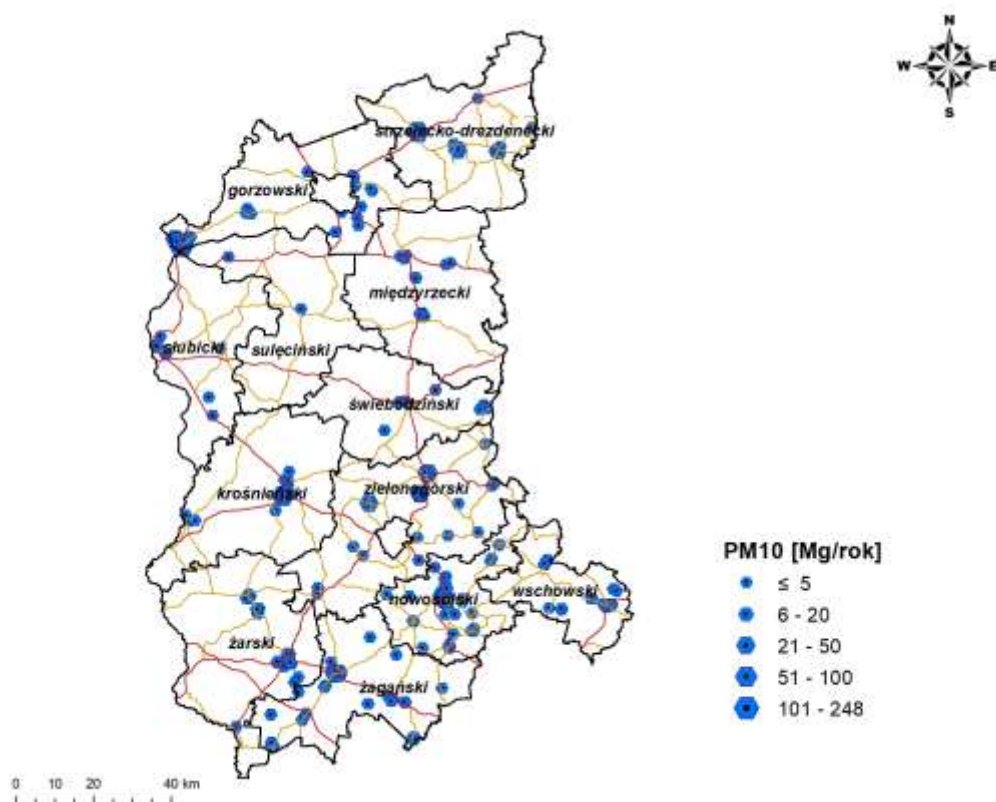 N
W E
S
strzelecko-drezdenecki
gorzowski
międzyrzecki
słubicki
sulęciński
świebodziński
krośnieński
zielonogórski
nowosolski
wschowski
żarski
żagański
PM10 [Mg/rok]
≤ 5
6 - 20
21 - 50
51 - 100
101 - 248
0 10 20 40 km